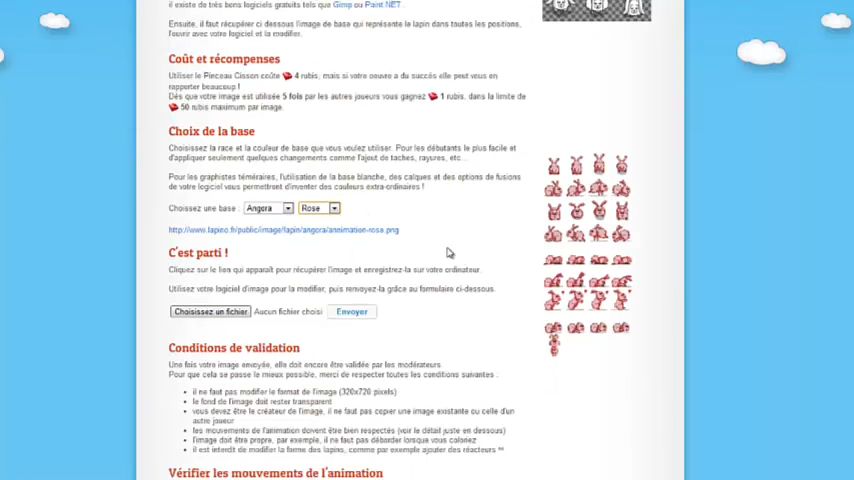 il existe de très bons logiciels gratuits tels que Gimp ou Paint.NET .
Ensuite, il faut récupérer ci dessous l'image de base qui représente le lapin dans toutes les positions,
l'ouvrir avec votre logiciel et la modifier.
Coût et récompenses
Utiliser le Pinceau Cisson coûte 4 rubis, mais si votre oeuvre a du succès elle peut vous en
rapporter beaucoup !
Dès que votre image est utilisée 5 fois par les autres joueurs vous gagnez 1 rubis, dans la limite de
50 rubis maximum par image.
Choix de la base
Choisissez la race et la couleur de base que vous voulez utiliser. Pour les débutants le plus facile et
d'appliquer seulement quelques changements comme l'ajout de taches, rayures, etc...
Pour les graphistes téméraires, l'utilisation de la base blanche, des calques et des options de fusions
de votre logiciel vous permettront d'inventer des couleurs extra-ordinaires !
Choisissez une base : Angora Rose
http://www.lapino.fr/public/image/lapin/angora/annimation-rose.png
C'est parti !
Cliquez sur le lien qui apparaît pour récupérer l'image et enregistrez-la sur votre ordinateur.
Utilisez votre logiciel d'image pour la modifier, puis renvoyez-la grâce au formulaire ci-dessous.
Choisissez un fichier Aucun fichier choisi Envoyer
Conditions de validation
Une fois votre image envoyée, elle doit encore être validée par les modérateurs.
Pour que cela se passe le mieux possible, merci de respecter toutes les conditions suivantes :
il ne faut pas modifier le format de l'image (320x720 pixels)
le fond de l'image doit rester transparent
vous devez être le créateur de l'image, il ne faut pas copier une image existante ou celle d'un
autre joueur
les mouvements de l'animation doivent être bien respectés (voir le détail juste en dessous)
l'image doit être propre, par exemple, il ne faut pas déborder lorsque vous coloriez
il est interdit de modifier la forme des lapins, comme par exemple ajouter des réacteurs ^^
Vérifier les mouvements de l'animation